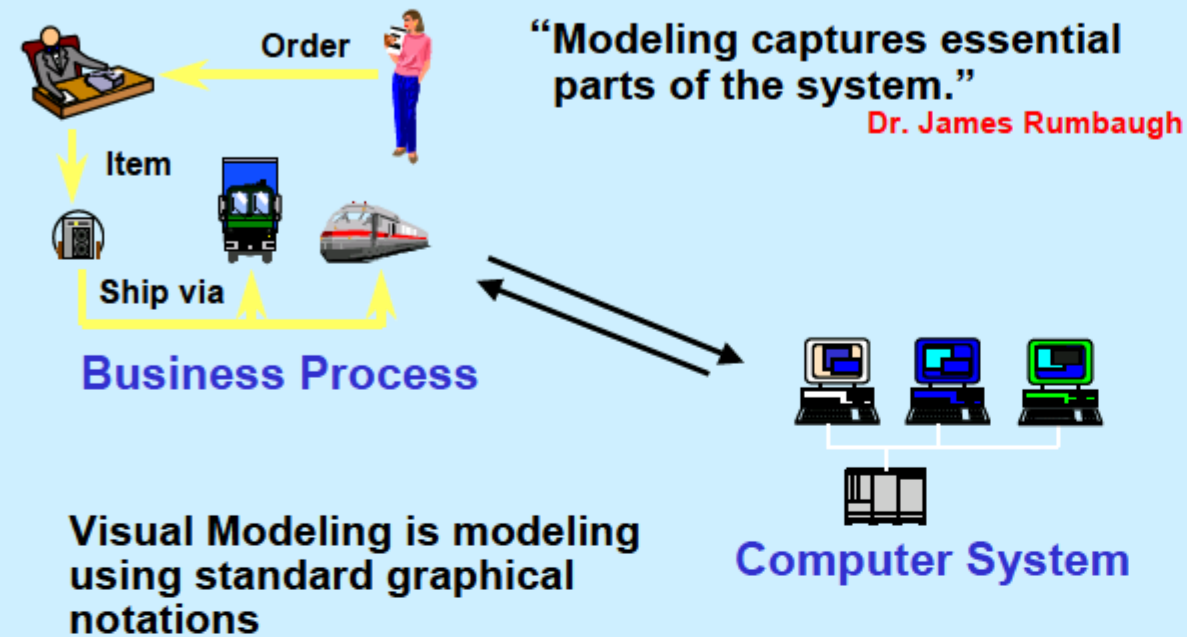 Order
“Modeling captures essential
parts of the system.”
Dr. James Rumbaugh
Item
Ship via
Business Process
Visual Modeling is modeling
using standard graphical
notations
Computer System